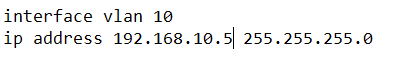 interface vlan 10
ip address 192.168.10.5 255.255.255.0